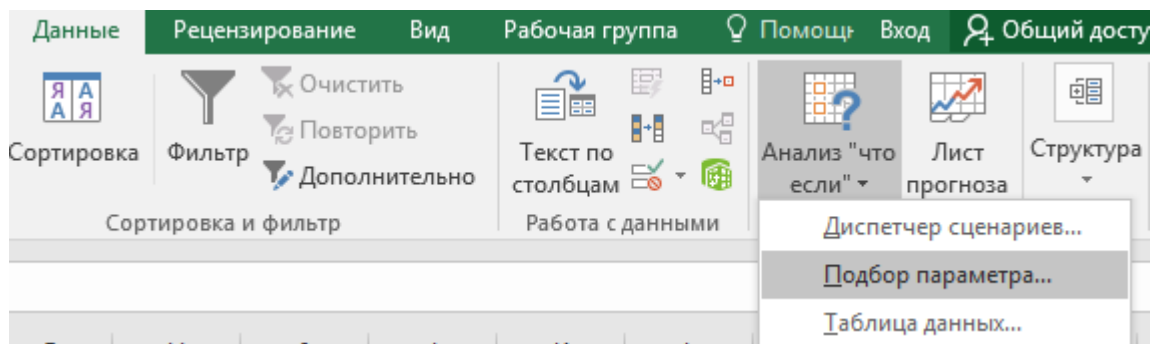 Данные Рецензирование Вид Рабочая группа Помощн Вход Общий досту
Очистить
Повторить
Дополнительно
Сортировка Фильтр
Текст по столбцам
Анализ "что если"
Лист прогноза
Структура
Сортировка и фильтр Работа с данными
Диспетчер сценариев...
Подбор параметра...
Таблица данных...